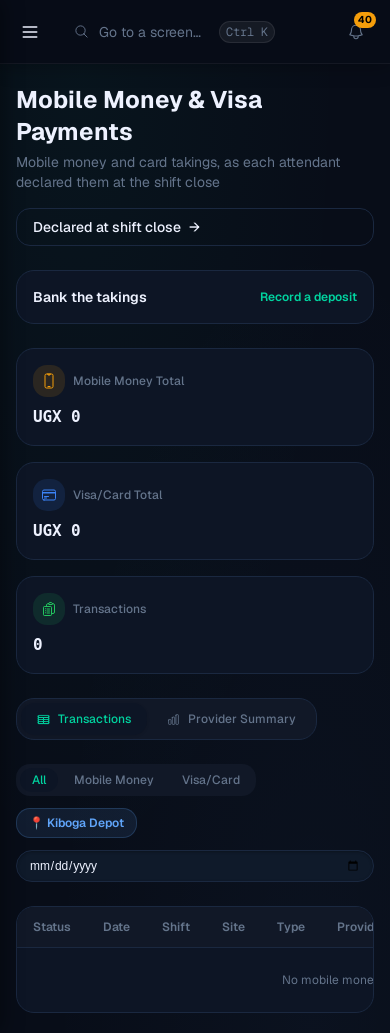 Go to a screen... Ctrl K 40
Mobile Money & Visa
Payments
Mobile money and card takings, as each attendant
declared them at the shift close
Declared at shift close →
Bank the takings Record a deposit
Mobile Money Total
UGX 0
Visa/Card Total
UGX 0
Transactions
0
Transactions Provider Summary
All Mobile Money Visa/Card
📍 Kiboga Depot
mm/dd/yyyy
Status Date Shift Site Type Provid
No mobile mone